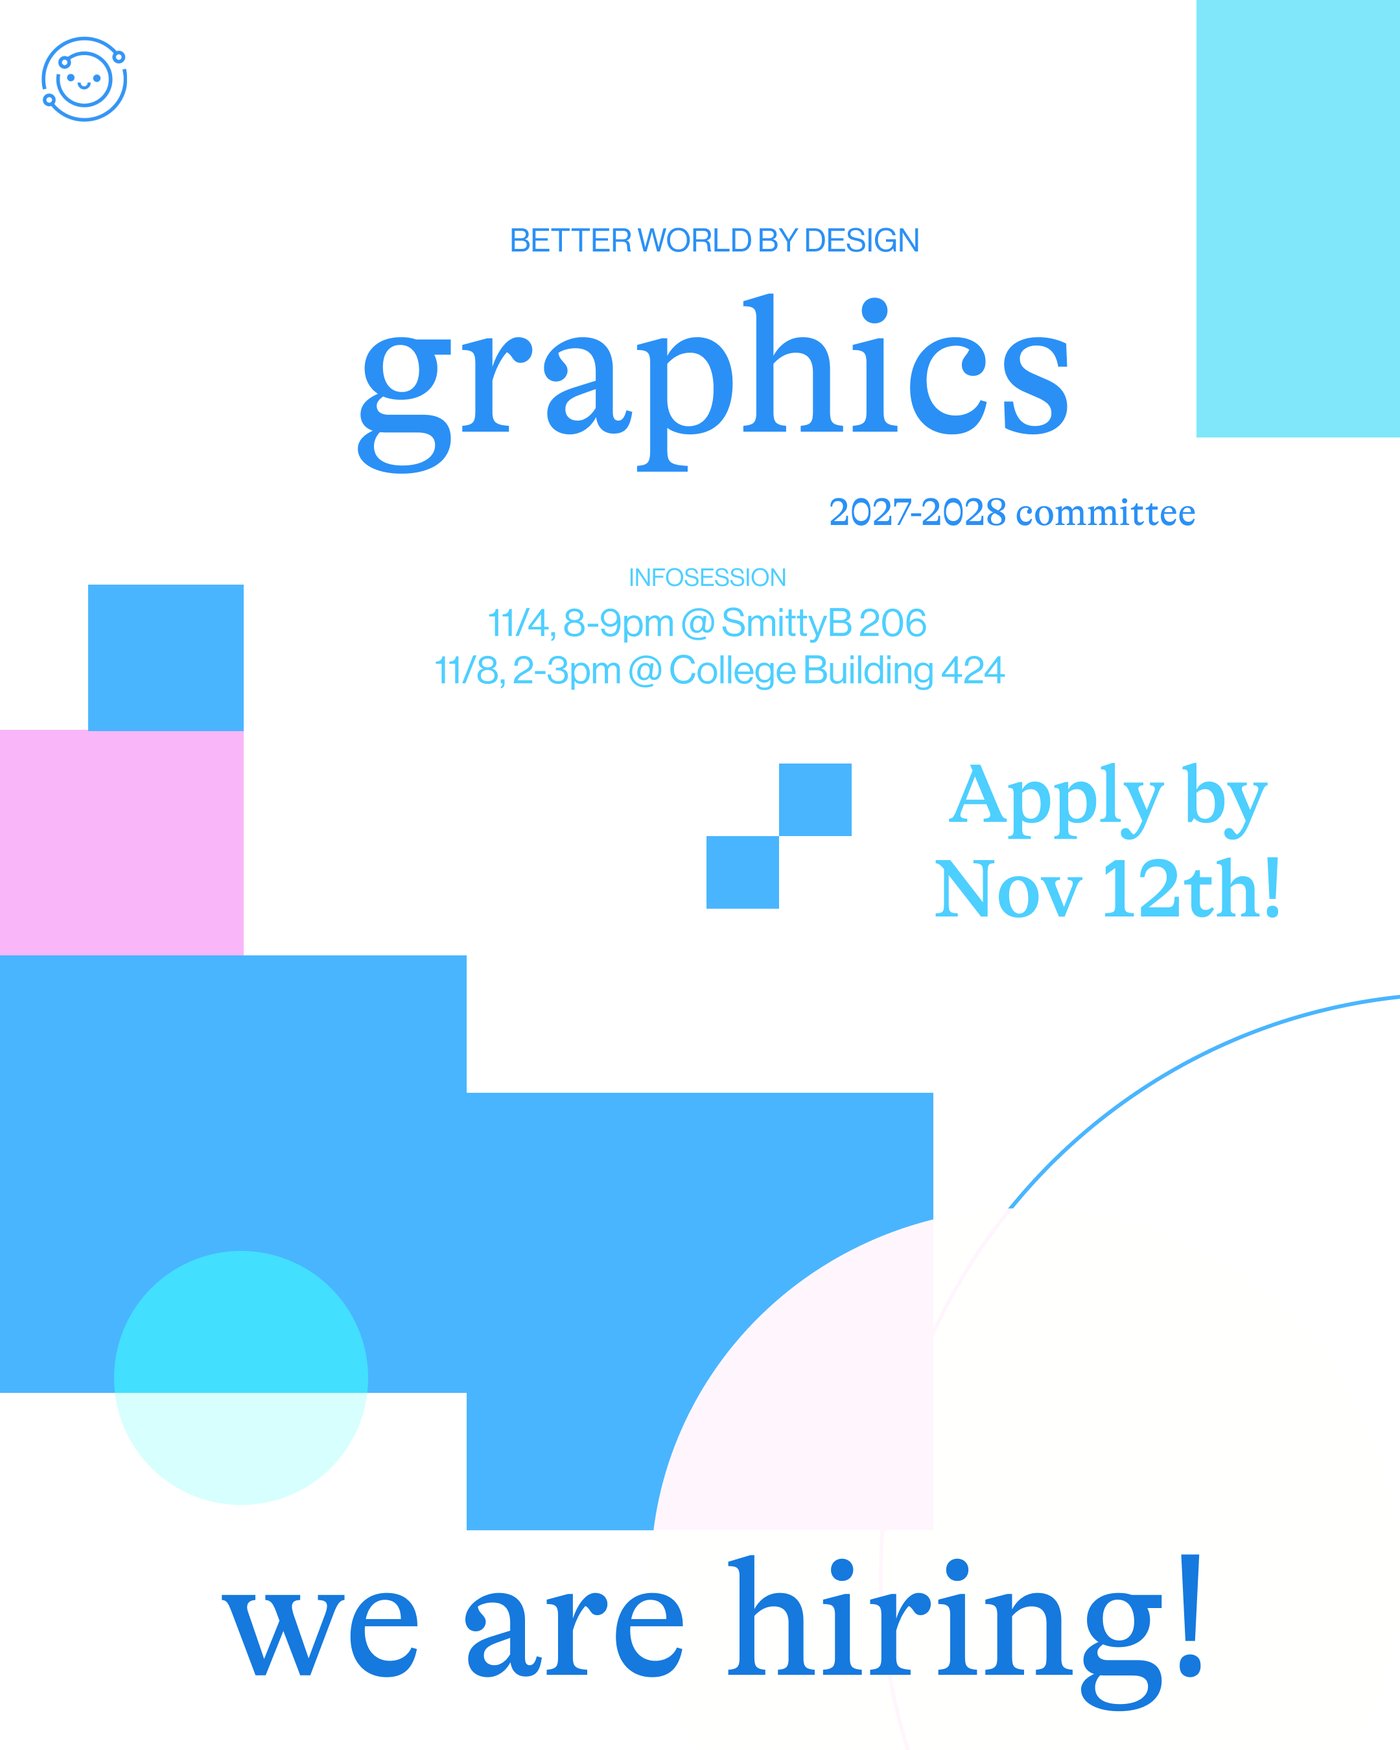 BETTER WORLD BY DESIGN
graphics
2027-2028 committee
INFOSESSION
11/4, 8-9pm @ SmittyB 206
11/8, 2-3pm @ College Building 424
Apply by
Nov 12th!
we are hiring!